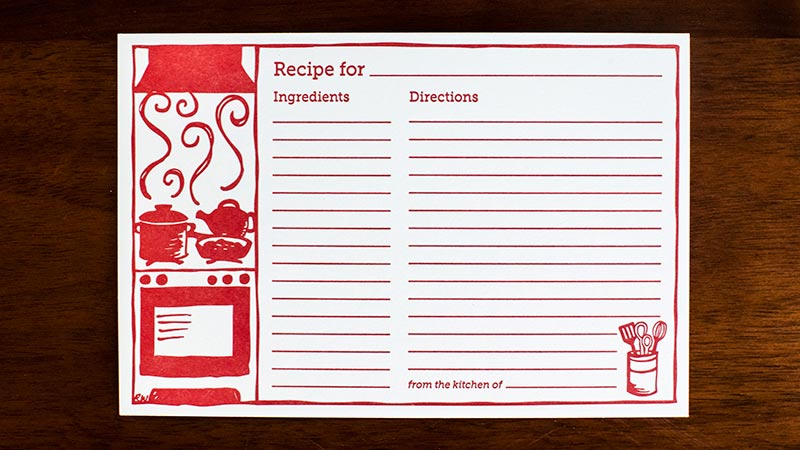 Recipe for
Ingredients
Directions
from the kitchen of